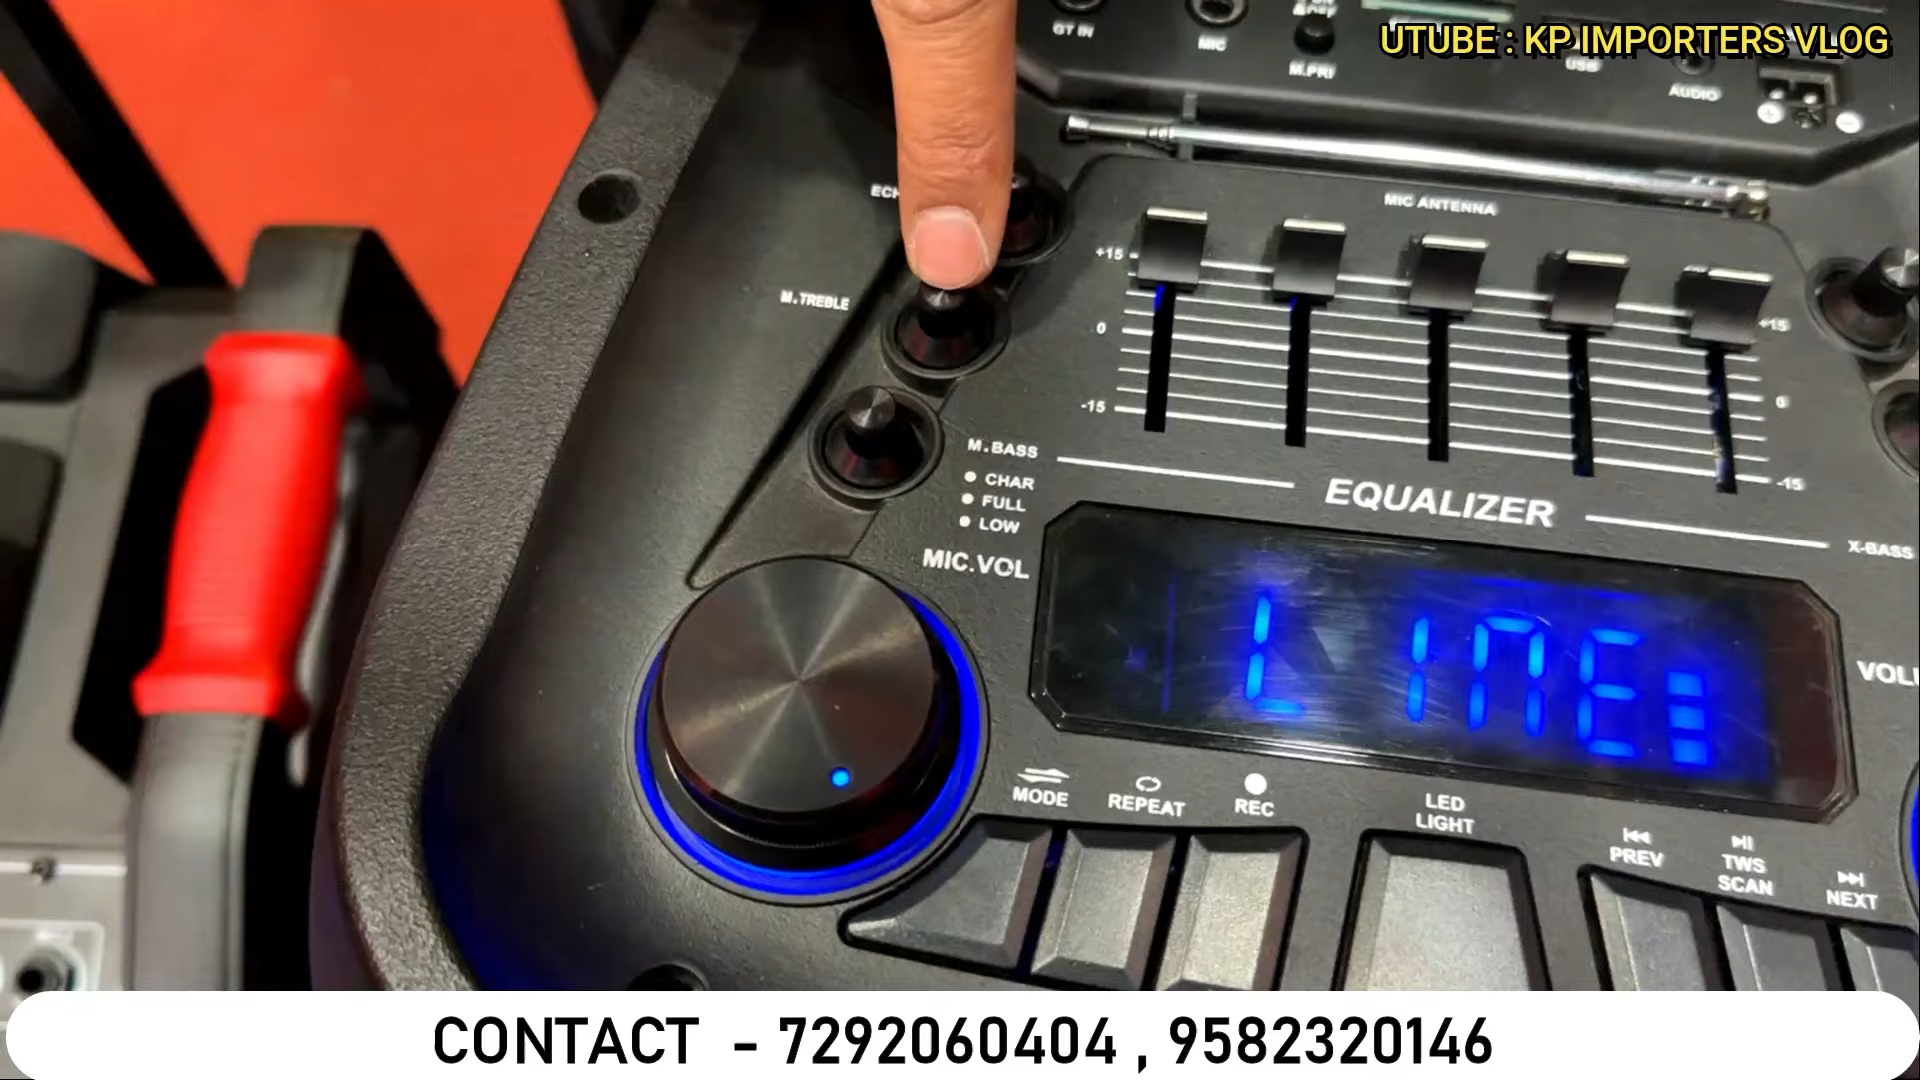 UTUBE : KP IMPORTERS VLOG
GT IN
MIC
M.PRI
USB
AUDIO
MIC ANTENNA
M.TREBLE
+15
0
-15
+15
0
-15
M.BASS
CHAR
FULL
LOW
EQUALIZER
X-BASS
MIC.VOL
LINE
MODE
REPEAT
REC
LED
LIGHT
PREV
TWS
SCAN
NEXT
CONTACT - 7292060404 , 9582320146